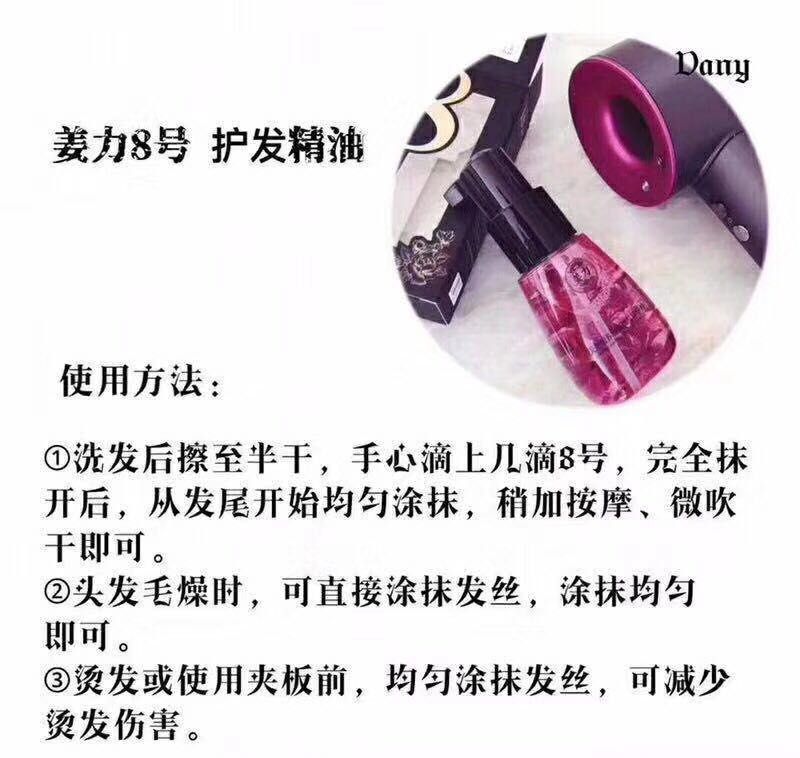 Dany
姜力8号 护发精油
使用方法：
①洗发后擦至半干，手心滴上几滴8号，完全抹
开后，从发尾开始均匀涂抹，稍加按摩、微吹
干即可。
②头发毛燥时，可直接涂抹发丝，涂抹均匀
即可。
③烫发或使用夹板前，均匀涂抹发丝，可减少
烫发伤害。